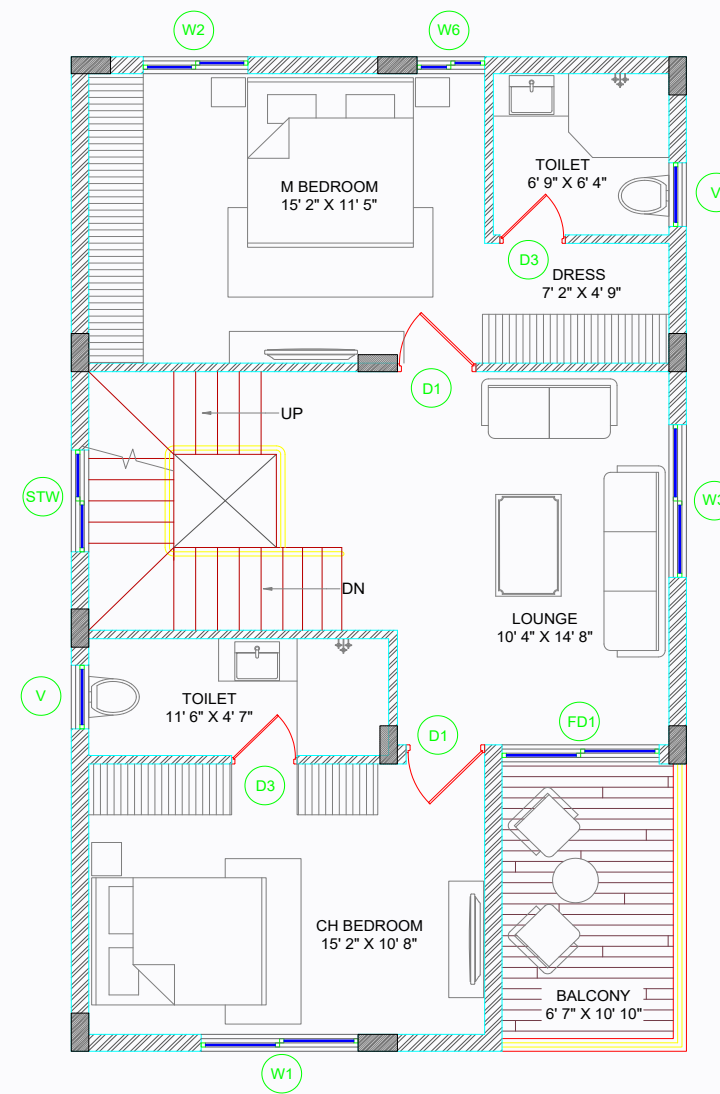 W2
W6
M BEDROOM
15' 2" X 11' 5"
TOILET
6' 9" X 6' 4"
V
D3
DRESS
7' 2" X 4' 9"
D1
UP
STW
W3
DN
LOUNGE
10' 4" X 14' 8"
V
TOILET
11' 6" X 4' 7"
FD1
D1
D3
CH BEDROOM
15' 2" X 10' 8"
BALCONY
6' 7" X 10' 10"
W1